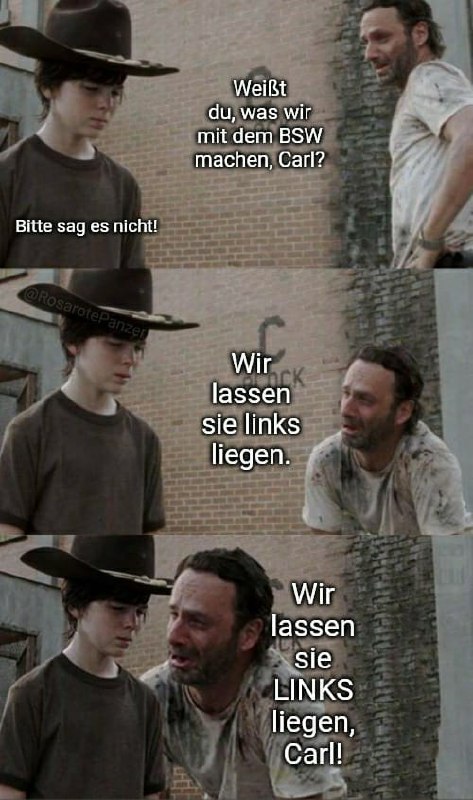 Weißt
du, was wir
mit dem BSW
machen, Carl?
Bitte sag es nicht!
@RosarotePanzer
C
Wir
lassen
sie links
liegen.
Wir
lassen
sie
LINKS
liegen,
Carl!